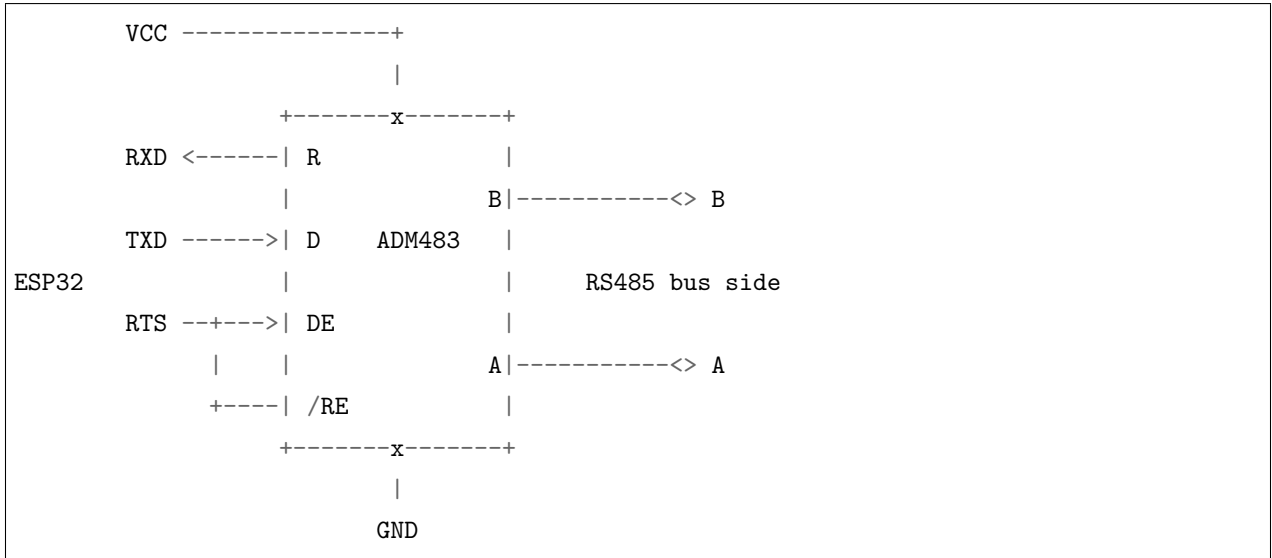 VCC ---------------+
|
+-------x-------+
RXD <------| R |
| B|-----------<> B
TXD ------>| D ADM483 |
ESP32 | | RS485 bus side
RTS --+--->| DE |
| | A|-----------<> A
+----| /RE |
+-------x-------+
|
GND